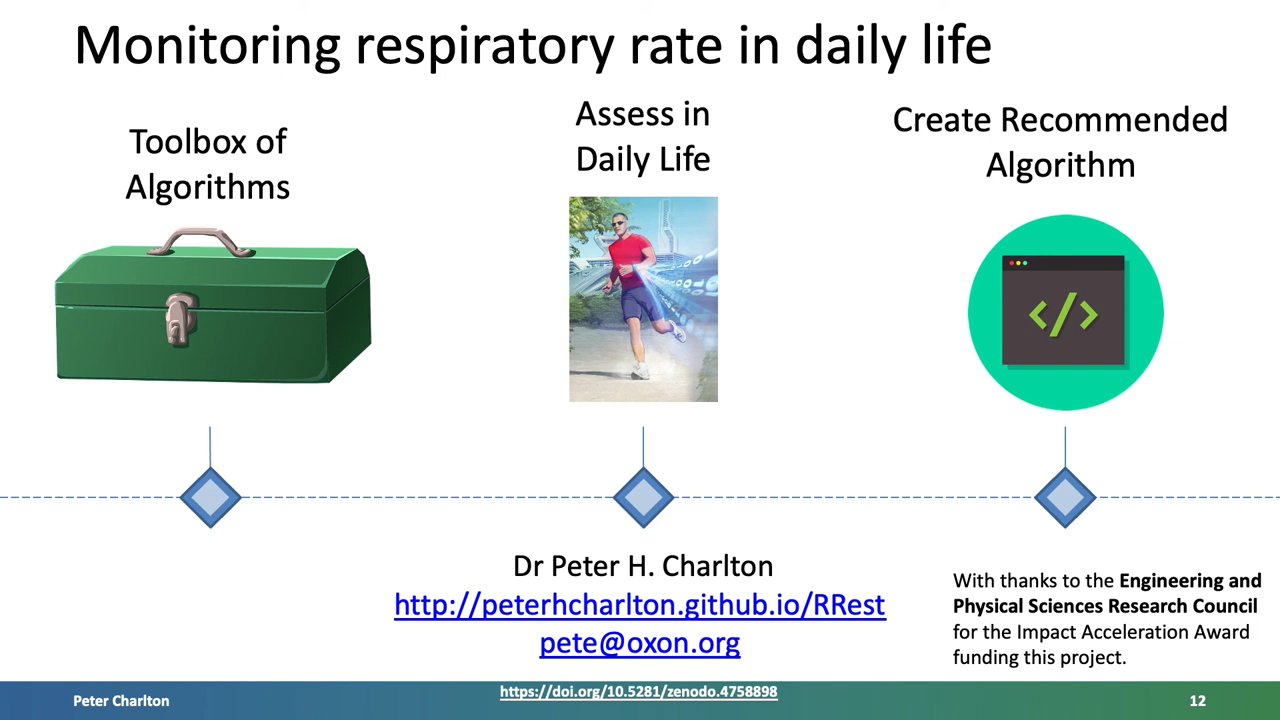 Monitoring respiratory rate in daily life
Toolbox of
Algorithms
Assess in
Daily Life
Create Recommended
Algorithm
</>
Dr Peter H. Charlton
http://peterhcharlton.github.io/RRest
pete@oxon.org
With thanks to the Engineering and
Physical Sciences Research Council
for the Impact Acceleration Award
funding this project.
Peter Charlton
https://doi.org/10.5281/zenodo.4758898
12